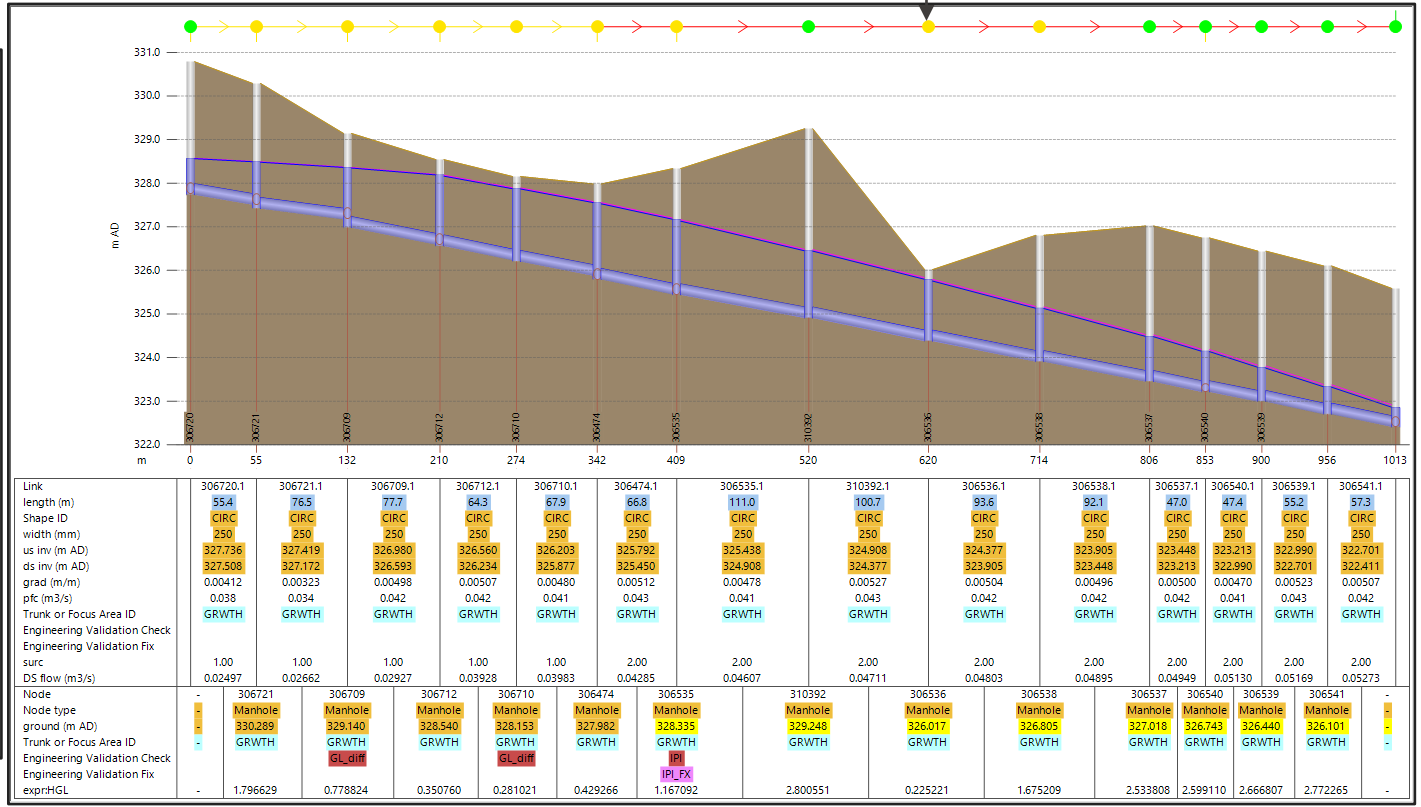 331.0
330.0
329.0
328.0
327.0
326.0
325.0
324.0
323.0
322.0
m AD
306720 306721 306709 306712 306710 306474 306535 310392 306536 306538 306537 306540 306539
m 0 55 132 210 274 342 409 520 620 714 806 853 900 956 1013
Link 306720.1 306721.1 306709.1 306712.1 306710.1 306474.1 306535.1 310392.1 306536.1 306538.1 306537.1 306540.1 306539.1 306541.1
length (m) 55.4 76.5 77.7 64.3 67.9 66.8 111.0 100.7 93.6 92.1 47.0 47.4 55.2 57.3
Shape ID CIRC CIRC CIRC CIRC CIRC CIRC CIRC CIRC CIRC CIRC CIRC CIRC CIRC CIRC
width (mm) 250 250 250 250 250 250 250 250 250 250 250 250 250 250
us inv (m AD) 327.736 327.419 326.980 326.560 326.203 325.792 325.438 324.908 324.377 323.905 323.448 323.213 322.990 322.701
ds inv (m AD) 327.508 327.172 326.593 326.234 325.877 325.450 324.908 324.377 323.905 323.448 323.213 322.990 322.701 322.411
grad (m/m) 0.00412 0.00323 0.00498 0.00507 0.00480 0.00512 0.00478 0.00527 0.00504 0.00496 0.00500 0.00470 0.00523 0.00507
pfc (m3/s) 0.038 0.034 0.042 0.042 0.041 0.043 0.041 0.043 0.042 0.042 0.042 0.041 0.043 0.042
Trunk or Focus Area ID GRWTH GRWTH GRWTH GRWTH GRWTH GRWTH GRWTH GRWTH GRWTH GRWTH GRWTH GRWTH GRWTH GRWTH
Engineering Validation Check
Engineering Validation Fix
surc 1.00 1.00 1.00 1.00 1.00 2.00 2.00 2.00 2.00 2.00 2.00 2.00 2.00 2.00
DS flow (m3/s) 0.02497 0.02662 0.02927 0.03928 0.03983 0.04285 0.04607 0.04711 0.04803 0.04895 0.04949 0.05130 0.05169 0.05273
Node - 306721 306709 306712 306710 306474 306535 310392 306536 306538 306537 306540 306539 306541 -
Node type - Manhole Manhole Manhole Manhole Manhole Manhole Manhole Manhole Manhole Manhole Manhole Manhole Manhole -
ground (m AD) - 330.289 329.140 328.540 328.153 327.982 328.335 329.248 326.017 326.805 327.018 326.743 326.440 326.101 -
Trunk or Focus Area ID - GRWTH GRWTH GRWTH GRWTH GRWTH GRWTH GRWTH GRWTH GRWTH GRWTH GRWTH GRWTH GRWTH -
Engineering Validation Check GL_diff GL_diff IPI
Engineering Validation Fix IPI_FX
expr:HGL - 1.796629 0.778824 0.350760 0.281021 0.429266 1.167092 2.800551 0.225221 1.675209 2.533808 2.599110 2.666807 2.772265 -